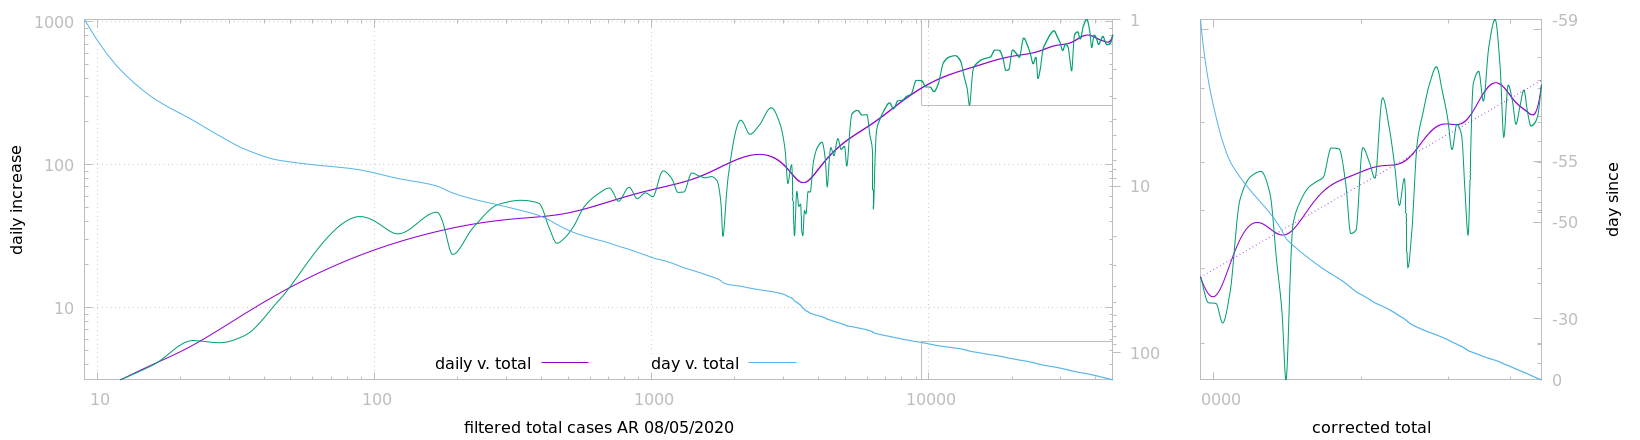 1000
100
10
daily increase
10
100
1000
10000
filtered total cases AR 08/05/2020
daily v. total
day v. total
1
10
100
-59
-55
-50
-30
0
day since
0000
corrected total